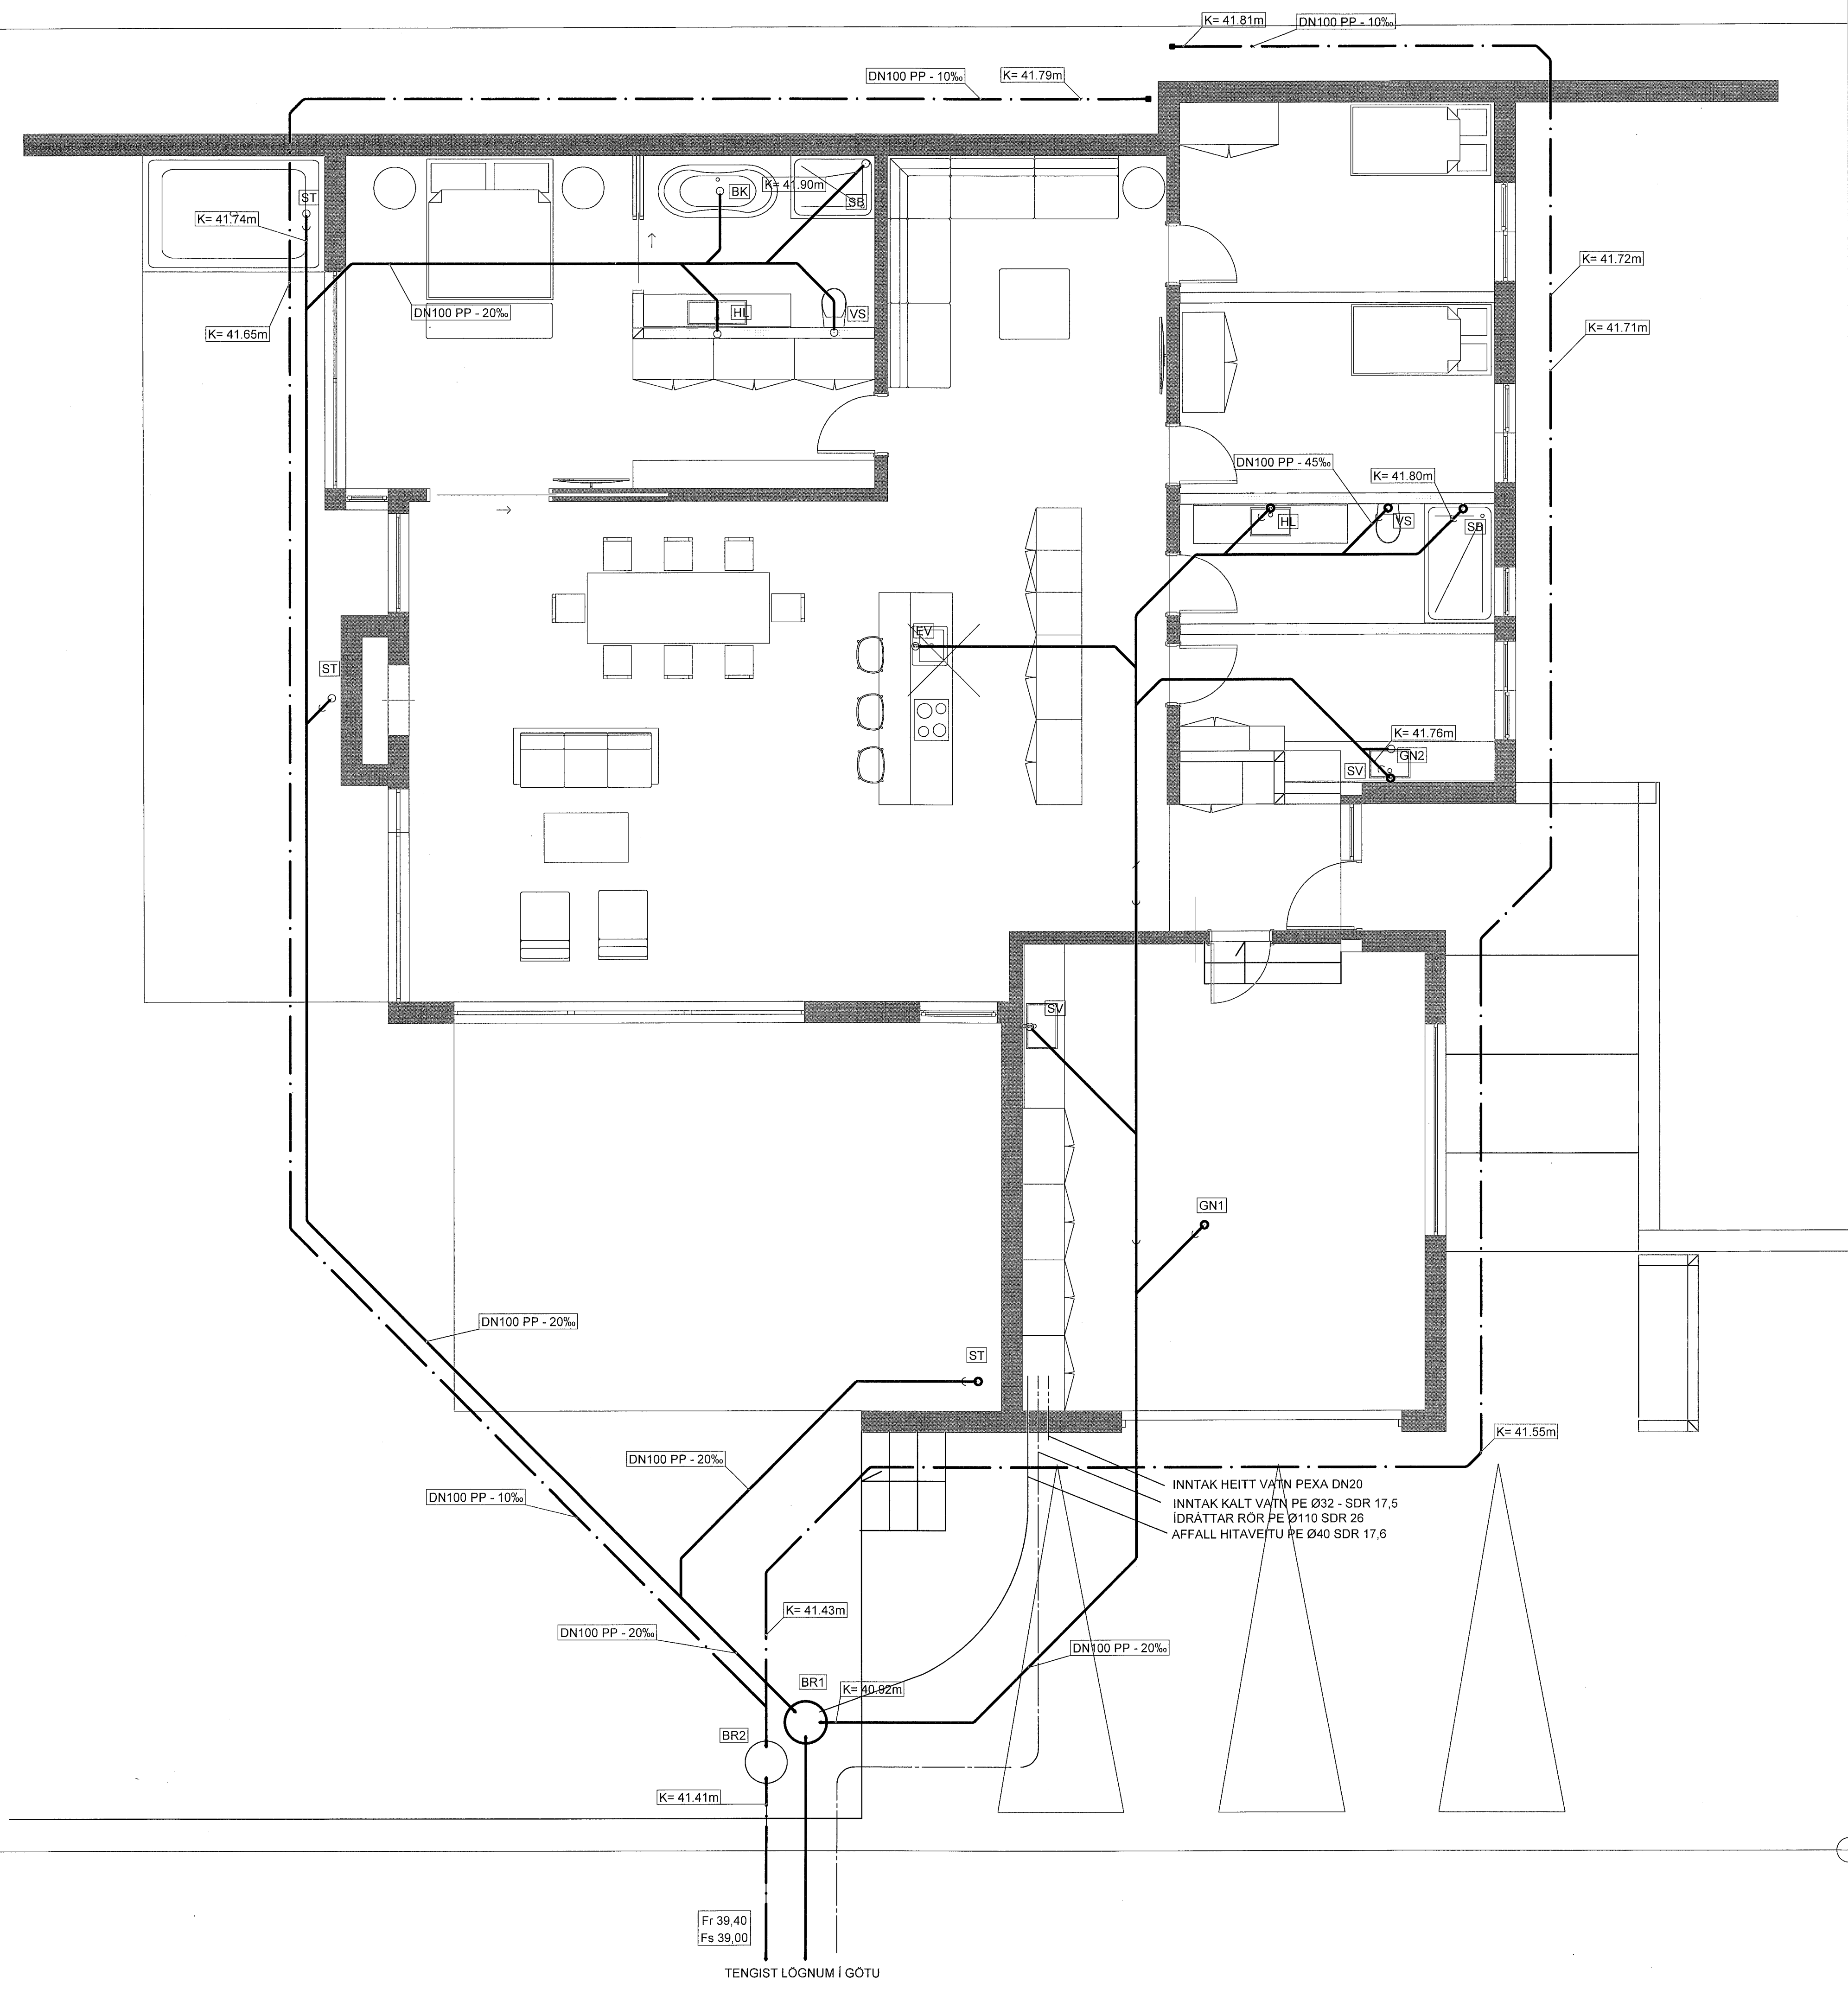 K= 41.81m
DN100 PP - 10‰
DN100 PP - 10‰
K= 41.79m
ST
K= 41.74m
BK
K= 41.90m
SB
K= 41.72m
DN100 PP - 20‰
HL
VS
K= 41.65m
K= 41.71m
DN100 PP - 45‰
K= 41.80m
HL
VS
SB
EV
ST
K= 41.76m
GN2
SV
SV
GN1
DN100 PP - 20‰
ST
K= 41.55m
DN100 PP - 20‰
DN100 PP - 10‰
INNTAK HEITT VATN PEXA DN20
INNTAK KALT VATN PE Ø32 - SDR 17,5
ÍDRÁTTAR RÖR PE Ø110 SDR 26
AFFALL HITAVEITU PE Ø40 SDR 17,6
K= 41.43m
DN100 PP - 20‰
DN100 PP - 20‰
BR1
K= 40.92m
BR2
K= 41.41m
Fr 39,40
Fs 39,00
TENGIST LÖGNUM Í GÖTU